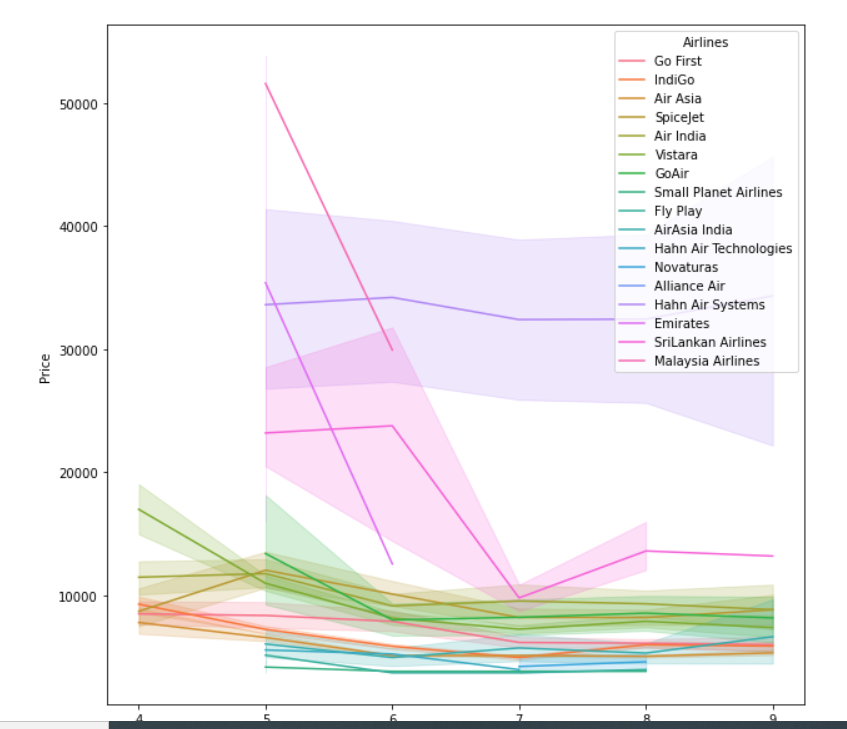 50000
40000
30000
20000
10000
Price
Airlines
Go First
IndiGo
Air Asia
SpiceJet
Air India
Vistara
GoAir
Small Planet Airlines
Fly Play
AirAsia India
Hahn Air Technologies
Novaturas
Alliance Air
Hahn Air Systems
Emirates
SriLankan Airlines
Malaysia Airlines
4 5 6 7 8 9